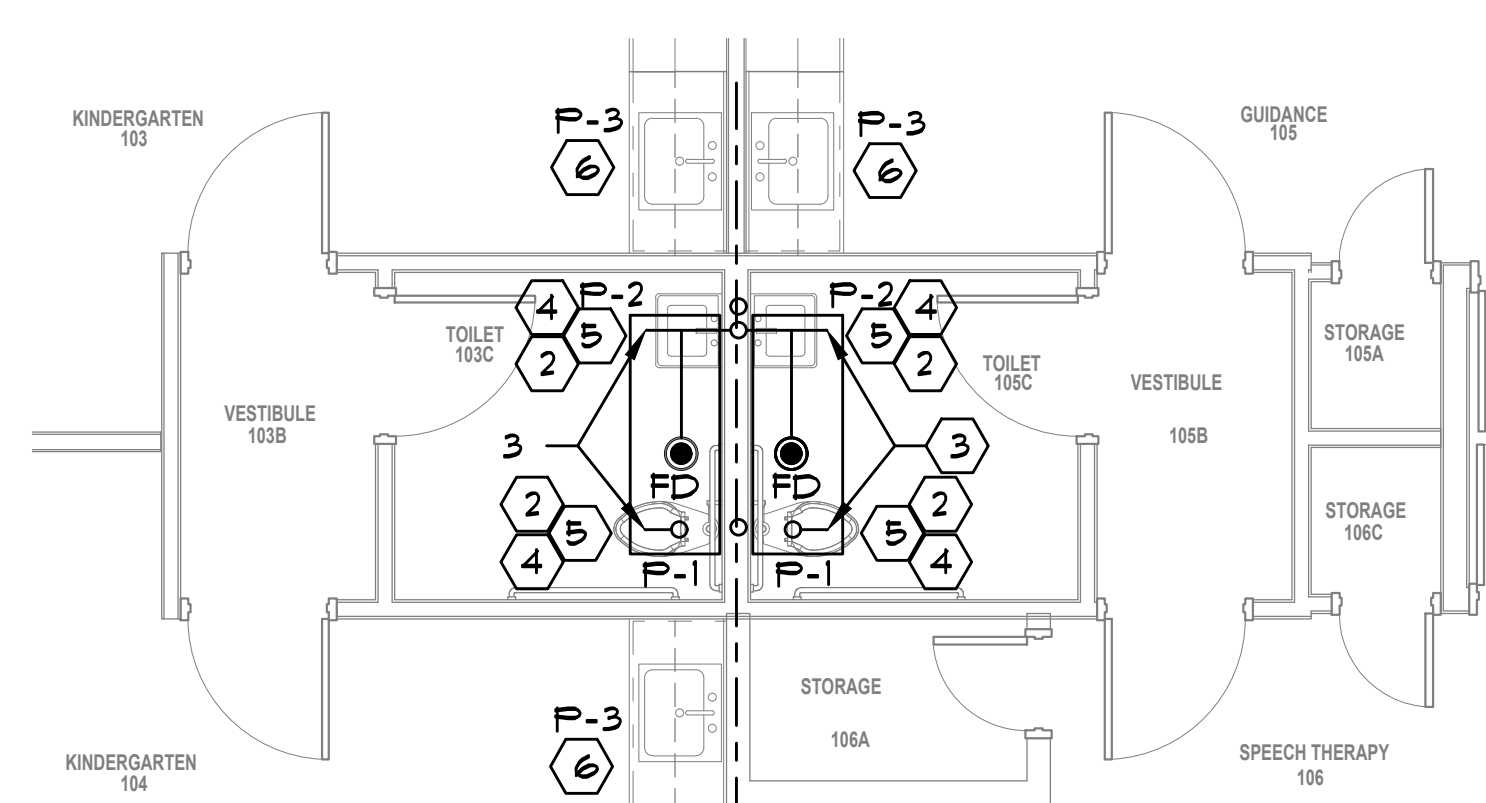 KINDERGARTEN
103
P-3
6
P-3
6
GUIDANCE
105
4
P-2
5
2
P-2
4
5
2
TOILET
103C
TOILET
105C
STORAGE
105A
VESTIBULE
103B
VESTIBULE
105B
3
3
FD
FD
2
5
4
2
5
4
STORAGE
106C
P-1
P-1
STORAGE
106A
P-3
6
KINDERGARTEN
104
SPEECH THERAPY
106